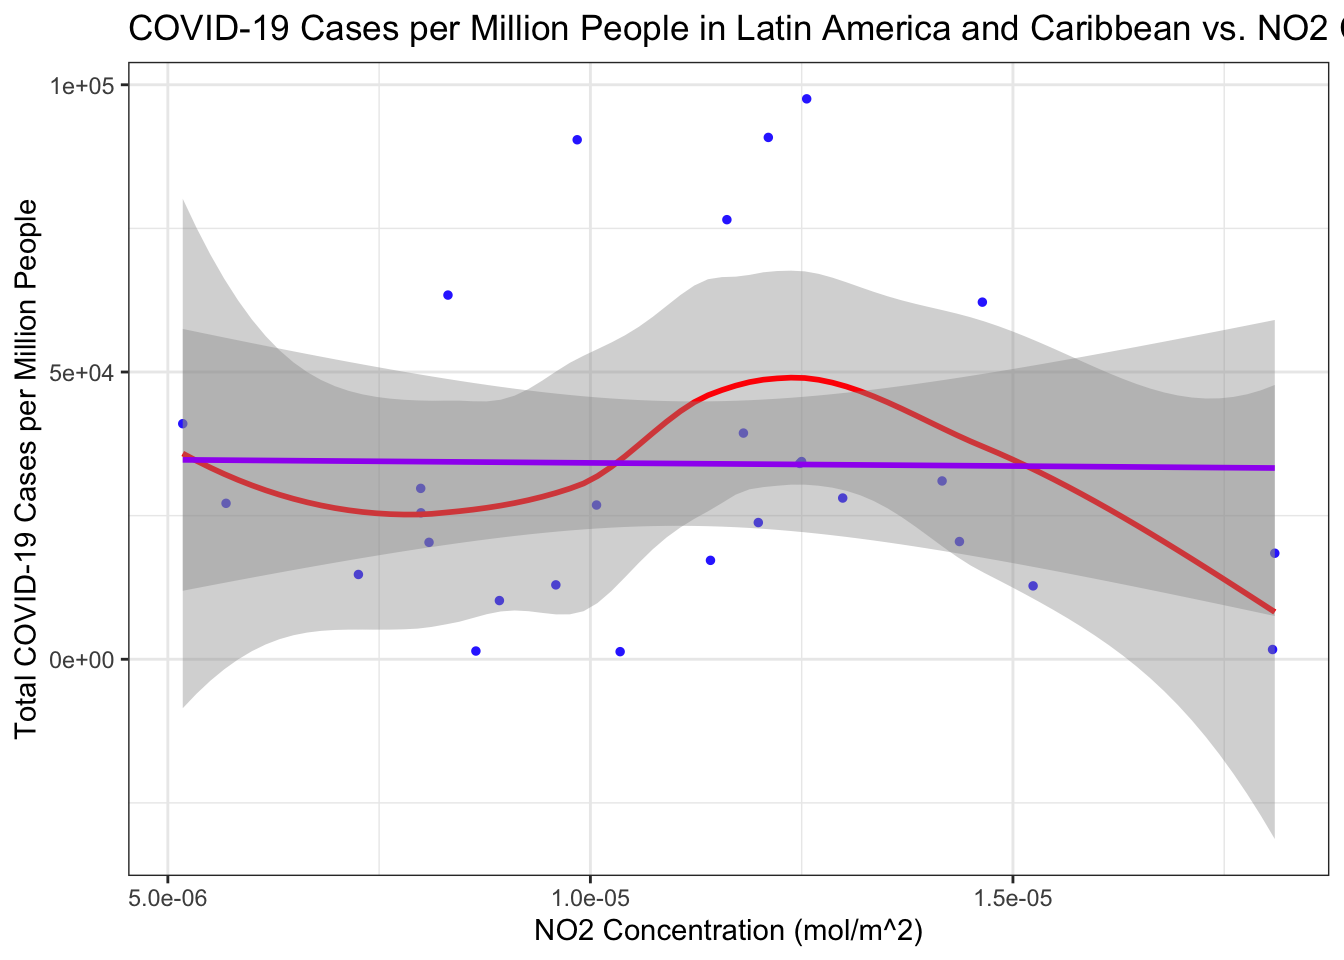 COVID-19 Cases per Million People in Latin America and Caribbean vs. NO2
Total COVID-19 Cases per Million People
1e+05
5e+04
0e+00
5.0e-06
1.0e-05
1.5e-05
NO2 Concentration (mol/m^2)